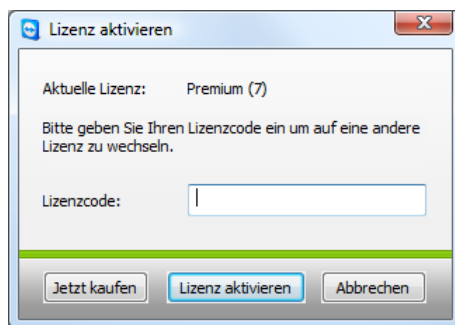 Lizenz aktivieren
Aktuelle Lizenz: Premium (7)
Bitte geben Sie Ihren Lizenzcode ein um auf eine andere
Lizenz zu wechseln.
Lizenzcode:
Jetzt kaufen Lizenz aktivieren Abbrechen